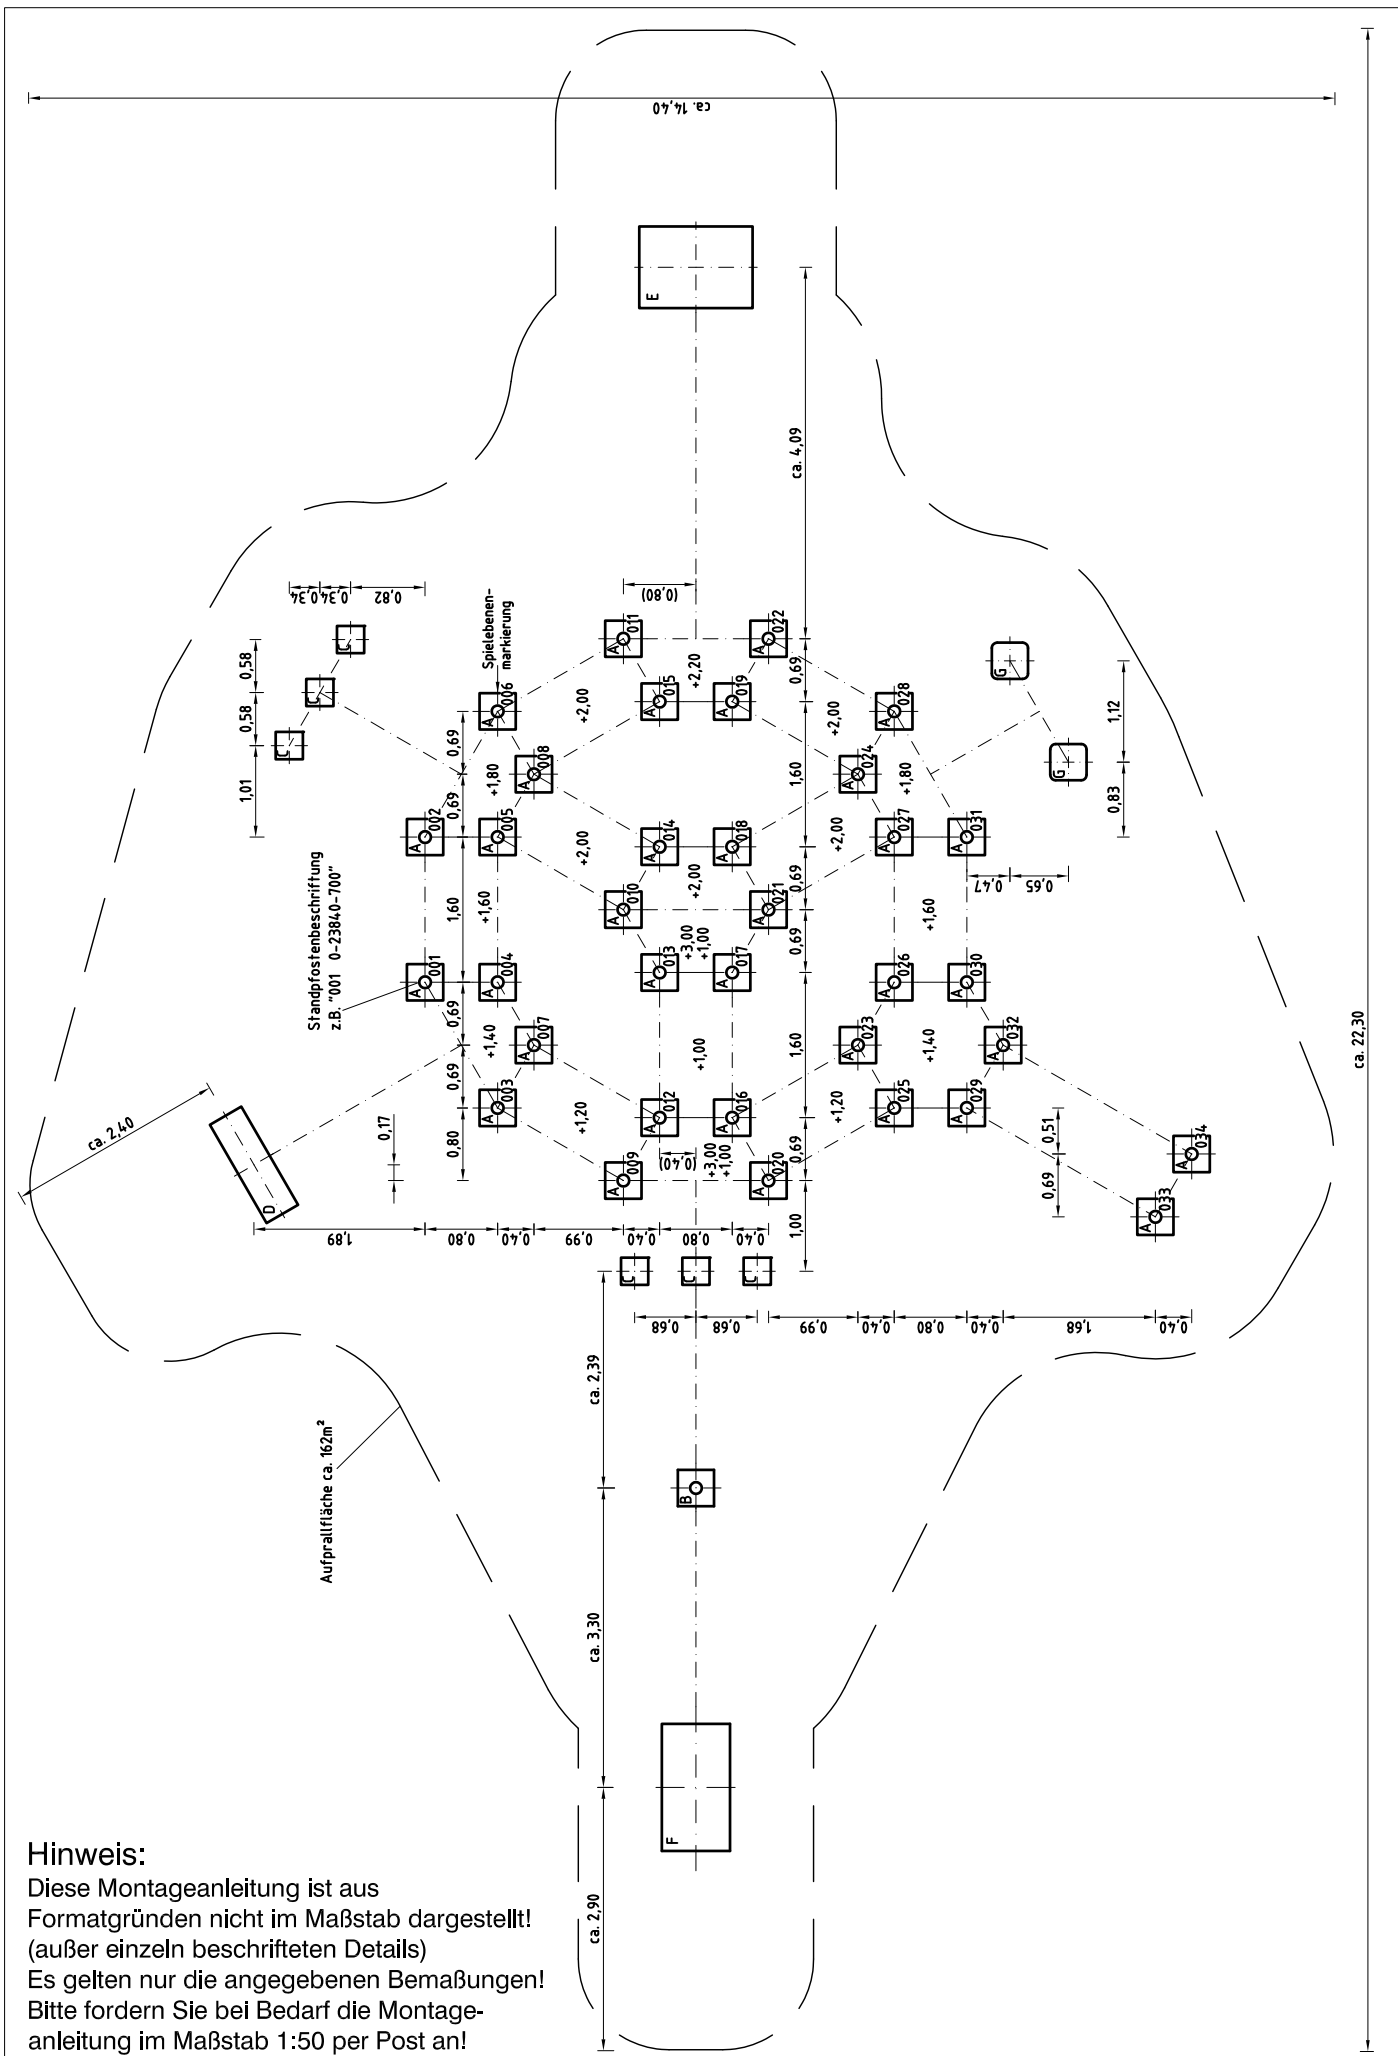 ca. 14,40
E
ca. 4,09
0,34
0,34
0,82
0,58
0,58
1,01
C
C
C
Spielebenen-
markierung
(0,80)
A
011
A
022
+2,20
0,69
A
006
A
015
A
019
A
028
G
+2,00
+2,00
0,69
A
008
+1,80
A
024
+1,80
1,60
1,12
G
0,83
A
002
0,69
A
005
+2,00
A
014
A
018
+2,00
A
027
A
031
Standpfostenbeschriftung
z.B. "001 0-23840-700"
+2,00
0,69
0,47
0,65
1,60
+1,60
A
010
A
021
+1,60
+3,00
+1,00
0,69
A
001
A
004
A
013
A
017
A
026
A
030
0,69
+1,40
A
007
+1,00
1,60
A
023
+1,40
A
032
0,69
A
003
+1,20
A
012
A
016
+1,20
A
025
A
029
ca. 2,40
0,17
0,80
(0,40)
+3,00
+1,00
0,69
0,51
A
034
A
009
A
020
0,69
A
033
D
1,89
0,80
0,40
0,99
0,40
0,80
0,40
1,00
C
C
C
0,68
0,68
0,99
0,40
0,80
0,40
1,68
0,40
ca. 22,30
ca. 2,39
Aufprallfläche ca. 162m²
B
ca. 3,30
F
ca. 2,90
Hinweis:
Diese Montageanleitung ist aus
Formatgründen nicht im Maßstab dargestellt!
(außer einzeln beschrifteten Details)
Es gelten nur die angegebenen Bemaßungen!
Bitte fordern Sie bei Bedarf die Montage-
anleitung im Maßstab 1:50 per Post an!